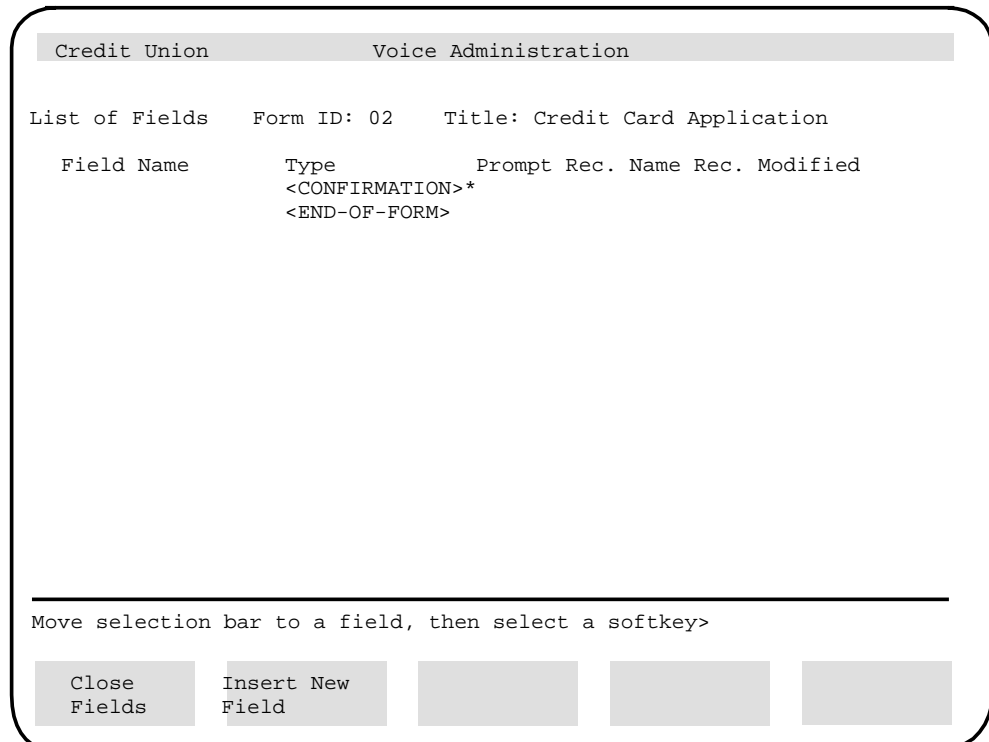 Credit Union Voice Administration
List of Fields Form ID: 02 Title: Credit Card Application
Field Name Type Prompt Rec. Name Rec. Modified
<CONFIRMATION>*
<END-OF-FORM>
Move selection bar to a field, then select a softkey>
Close Insert New
Fields Field